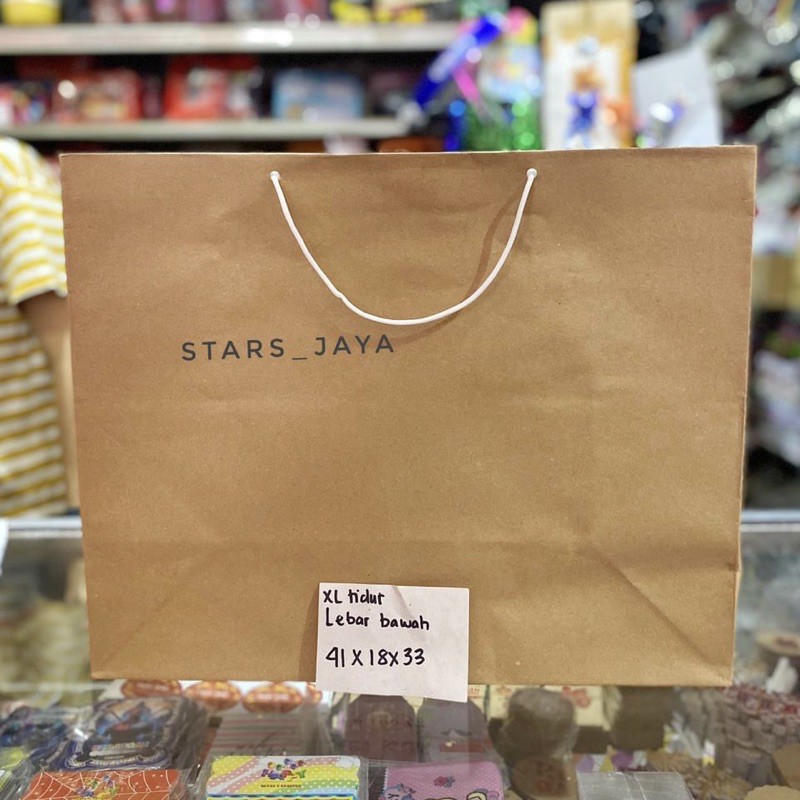 STARS_JAYA
XL tidur
Lebar bawah
41 X 18 X 33